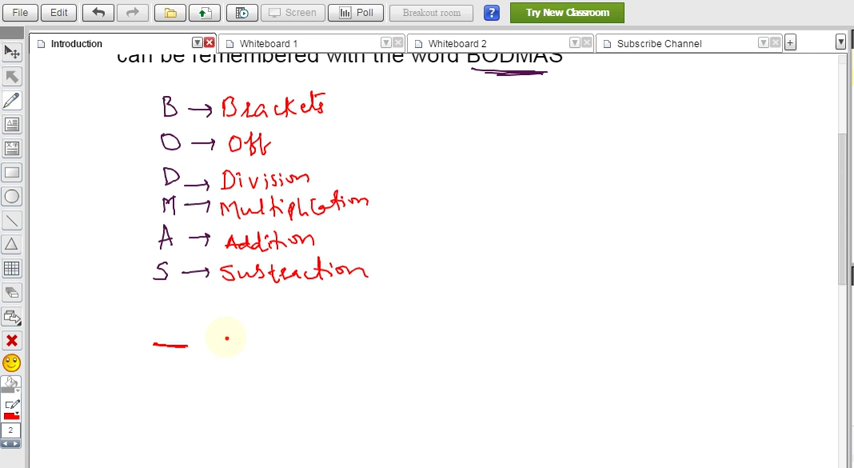 File Edit Screen Poll Breakout room ? Try New Classroom
Introduction Whiteboard 1 Whiteboard 2 Subscribe Channel
can be remembered with the word BODMAS
B → Brackets
O → Off
D → Division
M → Multiplication
A → Addition
S → Substraction
2